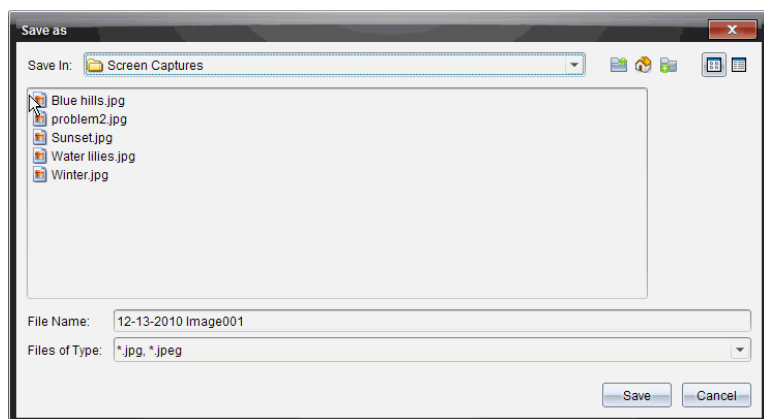 Save as
Save In: Screen Captures
Blue hills.jpg
problem2.jpg
Sunset.jpg
Water lilies.jpg
Winter.jpg
File Name: 12-13-2010 Image001
Files of Type: *.jpg, *.jpeg
Save Cancel